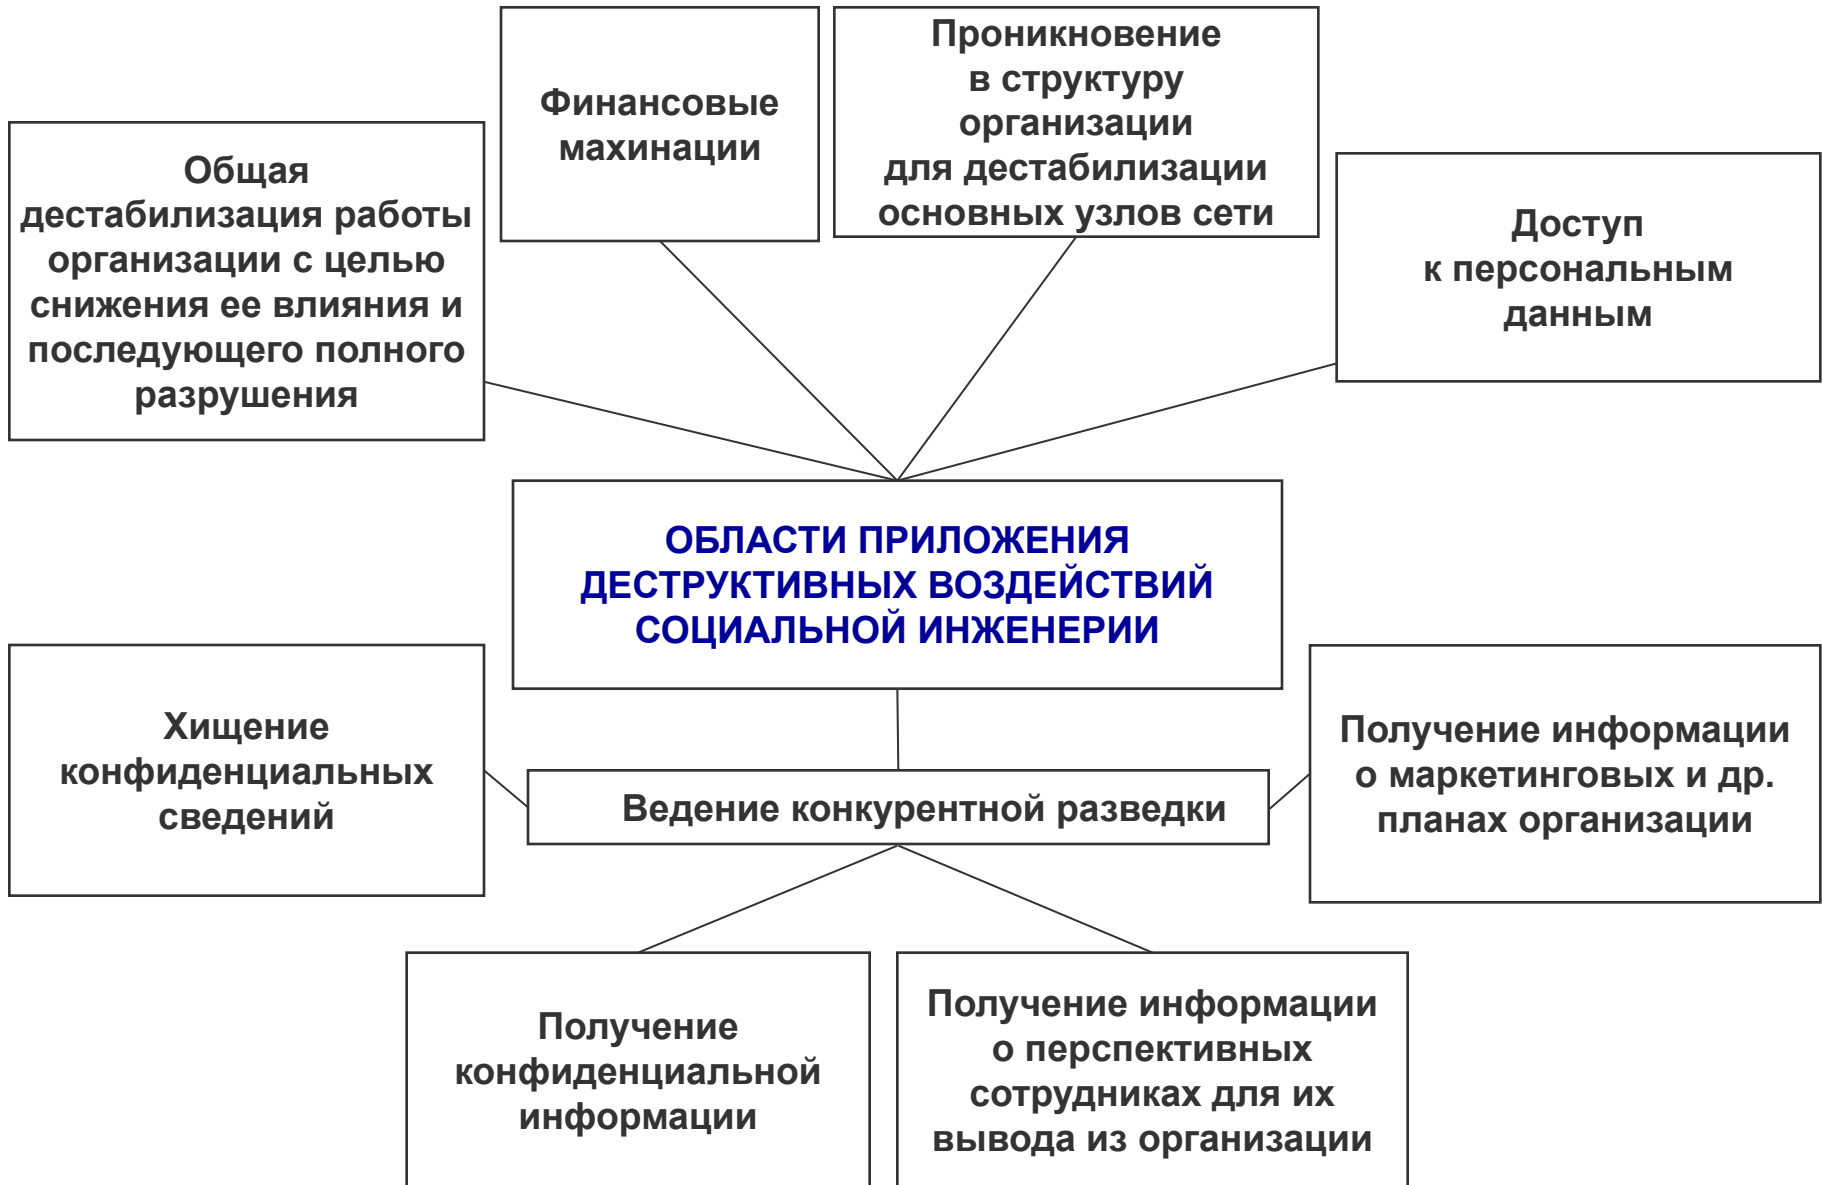 Финансовые
махинации
Проникновение
в структуру
организации
для дестабилизации
основных узлов сети
Общая
дестабилизация работы
организации с целью
снижения ее влияния и
последующего полного
разрушения
Доступ
к персональным
данным
ОБЛАСТИ ПРИЛОЖЕНИЯ
ДЕСТРУКТИВНЫХ ВОЗДЕЙСТВИЙ
СОЦИАЛЬНОЙ ИНЖЕНЕРИИ
Хищение
конфиденциальных
сведений
Ведение конкурентной разведки
Получение информации
о маркетинговых и др.
планах организации
Получение
конфиденциальной
информации
Получение информации
о перспективных
сотрудниках для их
вывода из организации